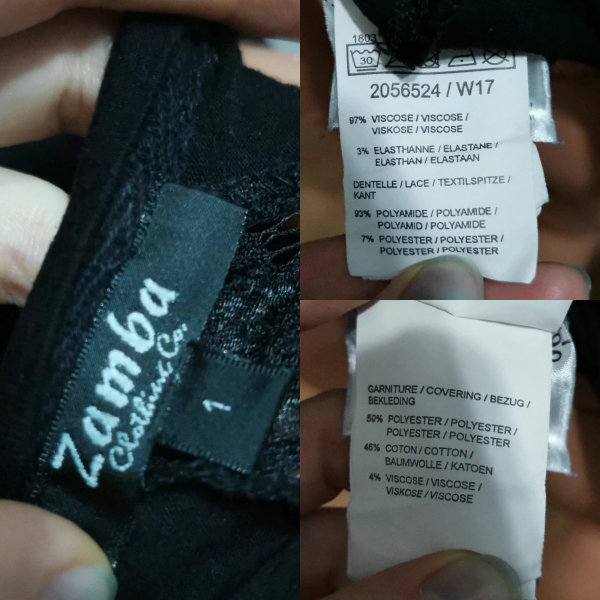 Zamba
Clothing Co.
1
1803
30
2056524 / W17
97% VISCOSE / VISCOSE /
VISKOSE / VISCOSE
3% ELASTHANNE / ELASTANE /
ELASTHAN / ELASTAAN
DENTELLE / LACE / TEXTILSPITZE /
KANT
93% POLYAMIDE / POLYAMIDE /
POLYAMID / POLYAMIDE
7% POLYESTER / POLYESTER /
POLYESTER / POLYESTER
GARNITURE / COVERING / BEZUG /
BEKLEDING
50% POLYESTER / POLYESTER /
POLYESTER / POLYESTER
46% COTON / COTTON /
BAUMWOLLE / KATOEN
4% VISCOSE / VISCOSE /
VISKOSE / VISCOSE